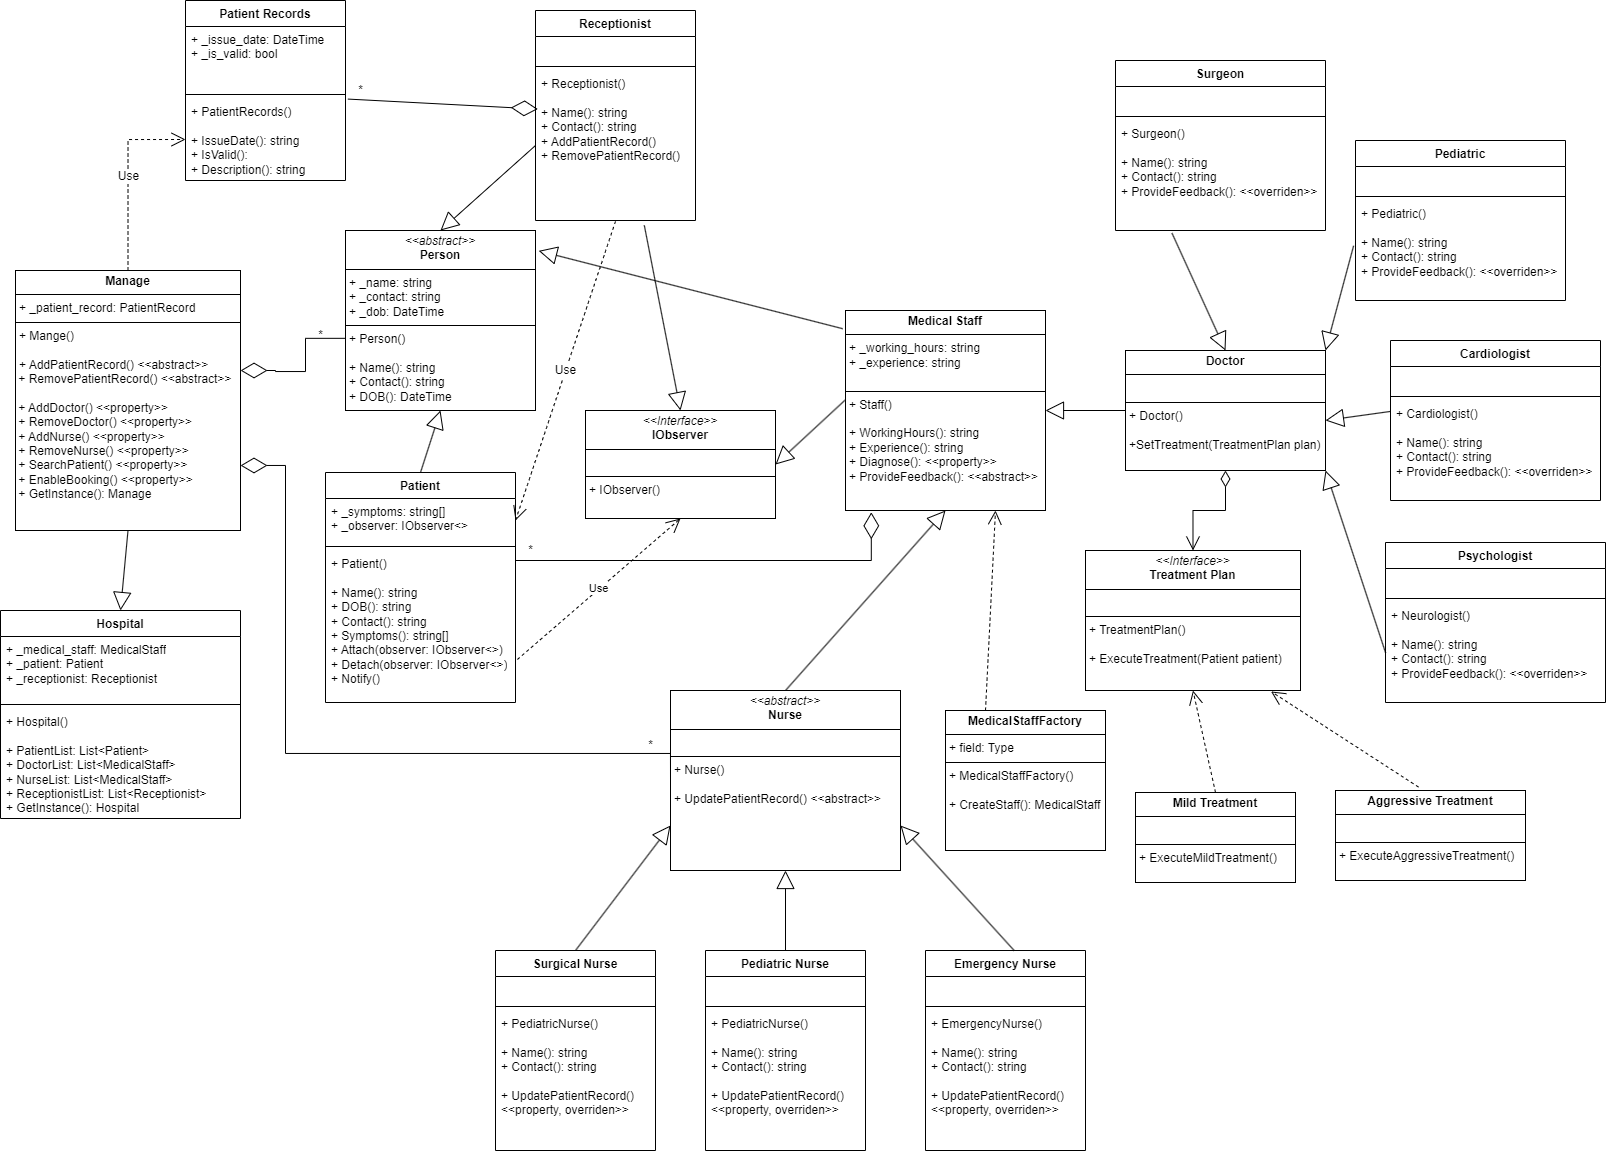 Patient Records
+ _issue_date: DateTime
+ _is_valid: bool
+ PatientRecords()
+ IssueDate(): string
+ IsValid():
+ Description(): string
Receptionist
+ Receptionist()
+ Name(): string
+ Contact(): string
+ AddPatientRecord()
+ RemovePatientRecord()
*
Use
Surgeon
+ Surgeon()
+ Name(): string
+ Contact(): string
+ ProvideFeedback(): <<overriden>>
Pediatric
+ Pediatric()
+ Name(): string
+ Contact(): string
+ ProvideFeedback(): <<overriden>>
<<abstract>>
Person
+ _name: string
+ _contact: string
+ _dob: DateTime
+ Person()
+ Name(): string
+ Contact(): string
+ DOB(): DateTime
Manage
+ _patient_record: PatientRecord
+ Mange()
+ AddPatientRecord() <<abstract>>
+ RemovePatientRecord() <<abstract>>
+ AddDoctor() <<property>>
+ RemoveDoctor() <<property>>
+ AddNurse() <<property>>
+ RemoveNurse() <<property>>
+ SearchPatient() <<property>>
+ EnableBooking() <<property>>
+ GetInstance(): Manage
*
Use
Medical Staff
+ _working_hours: string
+ _experience: string
+ Staff()
+ WorkingHours(): string
+ Experience(): string
+ Diagnose(): <<property>>
+ ProvideFeedback(): <<abstract>>
Doctor
+ Doctor()
+SetTreatment(TreatmentPlan plan)
Cardiologist
+ Cardiologist()
+ Name(): string
+ Contact(): string
+ ProvideFeedback(): <<overriden>>
<<Interface>>
IObserver
+ IObserver()
Patient
+ _symptoms: string[]
+ _observer: IObserver<>
+ Patient()
+ Name(): string
+ DOB(): string
+ Contact(): string
+ Symptoms(): string[]
+ Attach(observer: IObserver<>)
+ Detach(observer: IObserver<>)
+ Notify()
*
Use
<<Interface>>
Treatment Plan
+ TreatmentPlan()
+ ExecuteTreatment(Patient patient)
Psychologist
+ Neurologist()
+ Name(): string
+ Contact(): string
+ ProvideFeedback(): <<overriden>>
Hospital
+ _medical_staff: MedicalStaff
+ _patient: Patient
+ _receptionist: Receptionist
+ Hospital()
+ PatientList: List<Patient>
+ DoctorList: List<MedicalStaff>
+ NurseList: List<MedicalStaff>
+ ReceptionistList: List<Receptionist>
+ GetInstance(): Hospital
*
<<abstract>>
Nurse
+ Nurse()
+ UpdatePatientRecord() <<abstract>>
MedicalStaffFactory
+ field: Type
+ MedicalStaffFactory()
+ CreateStaff(): MedicalStaff
Mild Treatment
+ ExecuteMildTreatment()
Aggressive Treatment
+ ExecuteAggressiveTreatment()
Surgical Nurse
+ PediatricNurse()
+ Name(): string
+ Contact(): string
+ UpdatePatientRecord()
<<property, overriden>>
Pediatric Nurse
+ PediatricNurse()
+ Name(): string
+ Contact(): string
+ UpdatePatientRecord()
<<property, overriden>>
Emergency Nurse
+ EmergencyNurse()
+ Name(): string
+ Contact(): string
+ UpdatePatientRecord()
<<property, overriden>>